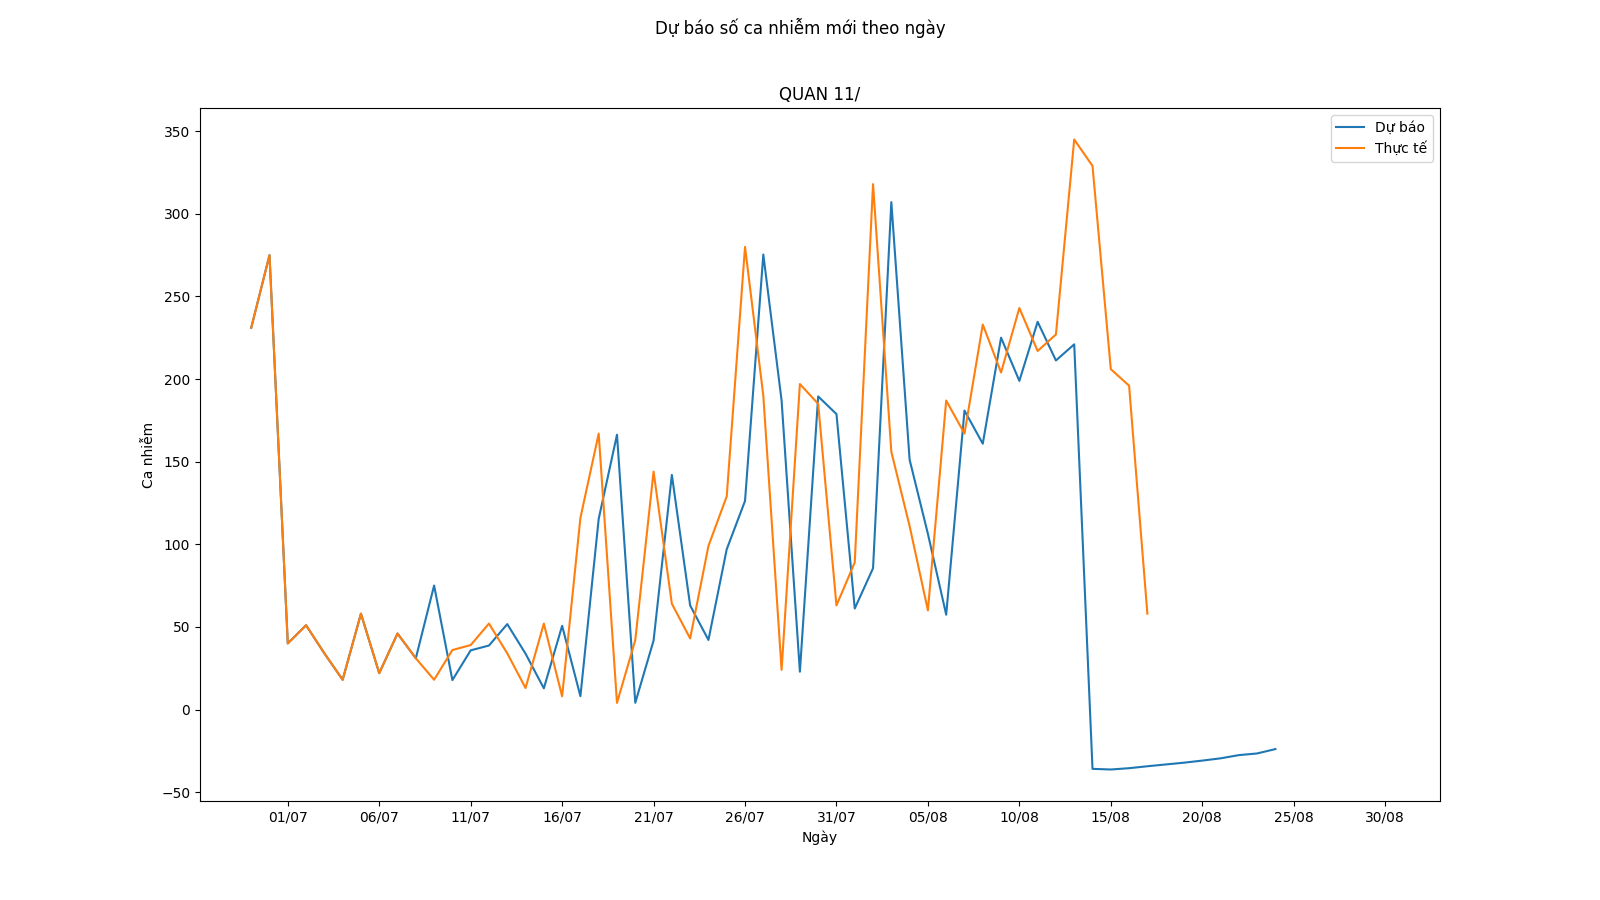 Dự báo số ca nhiễm mới theo ngày
QUAN 11/
Dự báo
Thực tế
350
300
250
200
150
100
50
0
−50
Ca nhiễm
01/07 06/07 11/07 16/07 21/07 26/07 31/07 05/08 10/08 15/08 20/08 25/08 30/08
Ngày